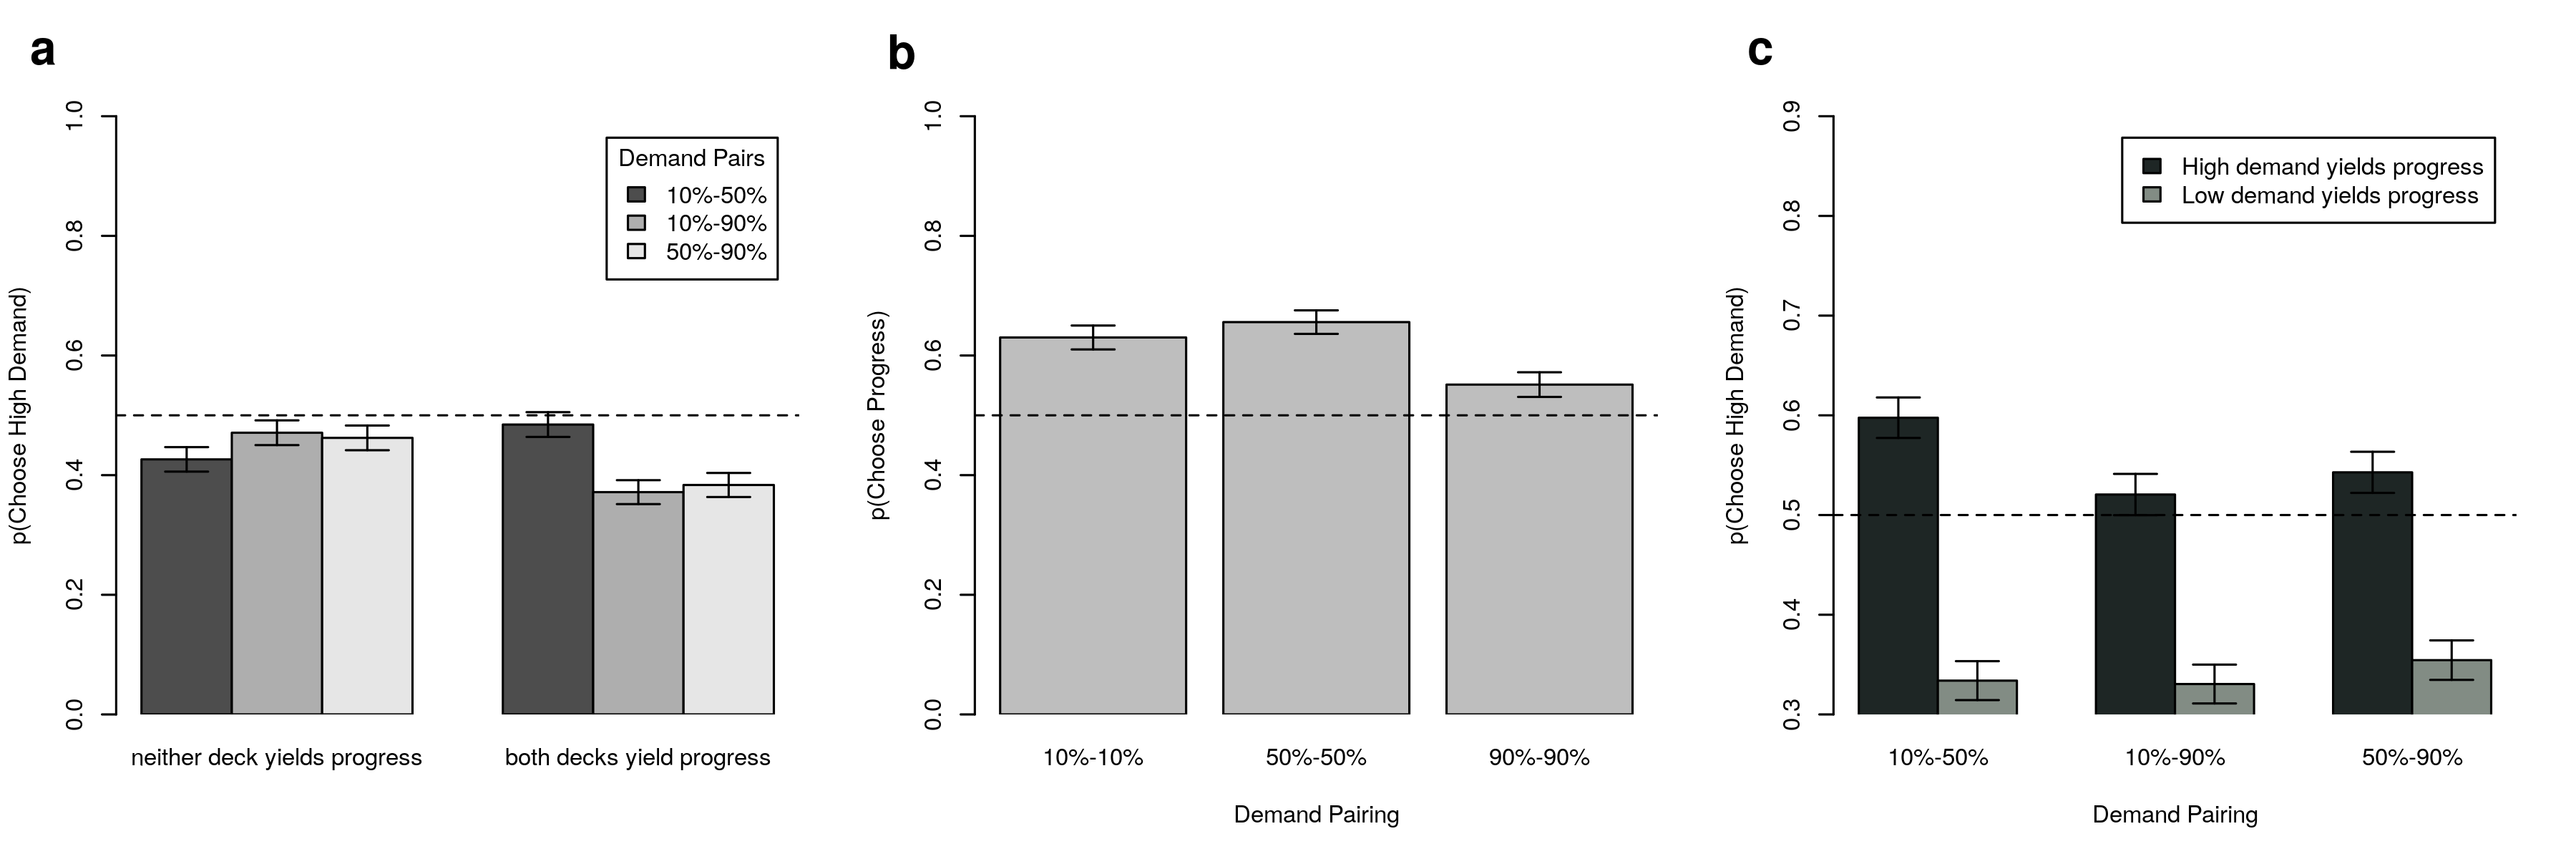 a
p(Choose High Demand)
1.0
0.8
0.6
0.4
0.2
0.0
Demand Pairs
10%-50%
10%-90%
50%-90%
neither deck yields progress
both decks yield progress
b
p(Choose Progress)
1.0
0.8
0.6
0.4
0.2
0.0
10%-10%
50%-50%
90%-90%
Demand Pairing
c
p(Choose High Demand)
0.9
0.8
0.7
0.6
0.5
0.4
0.3
High demand yields progress
Low demand yields progress
10%-50%
10%-90%
50%-90%
Demand Pairing